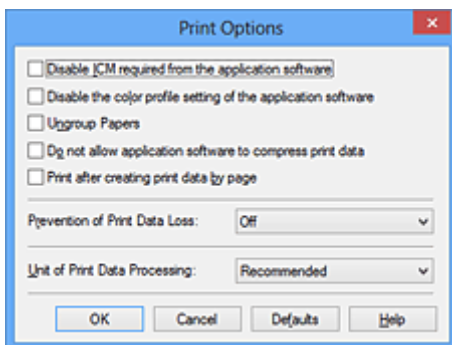 Print Options
Disable ICM required from the application software
Disable the color profile setting of the application software
Ungroup Papers
Do not allow application software to compress print data
Print after creating print data by page
Prevention of Print Data Loss: Off
Unit of Print Data Processing: Recommended
OK Cancel Defaults Help